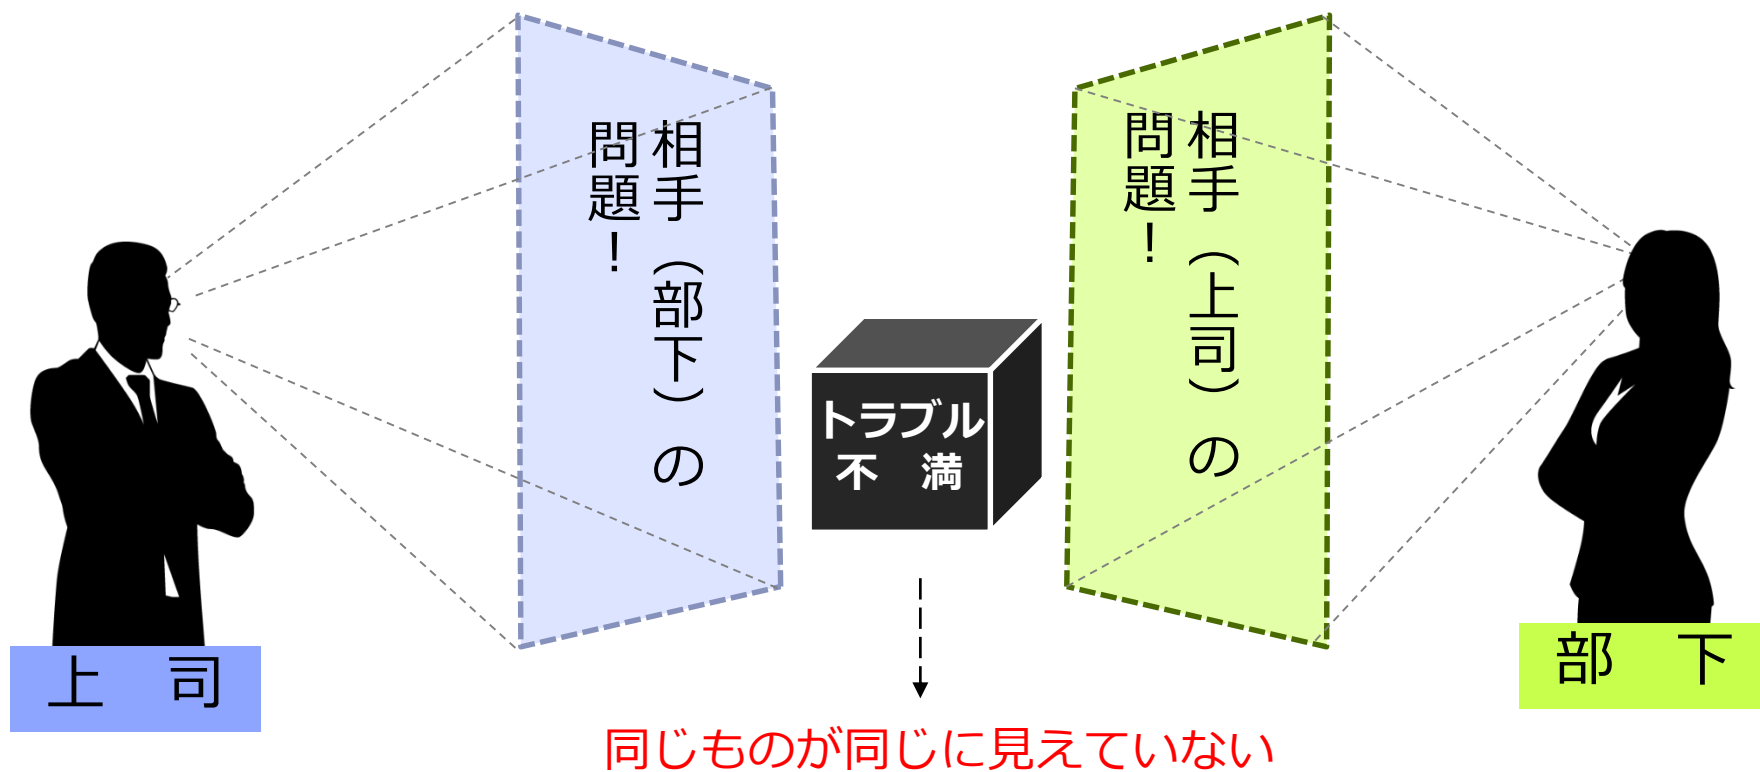 相手（部下）の
問題！
相手（上司）の
問題！
トラブル
不　満
上　司
部　下
同じものが同じに見えていない